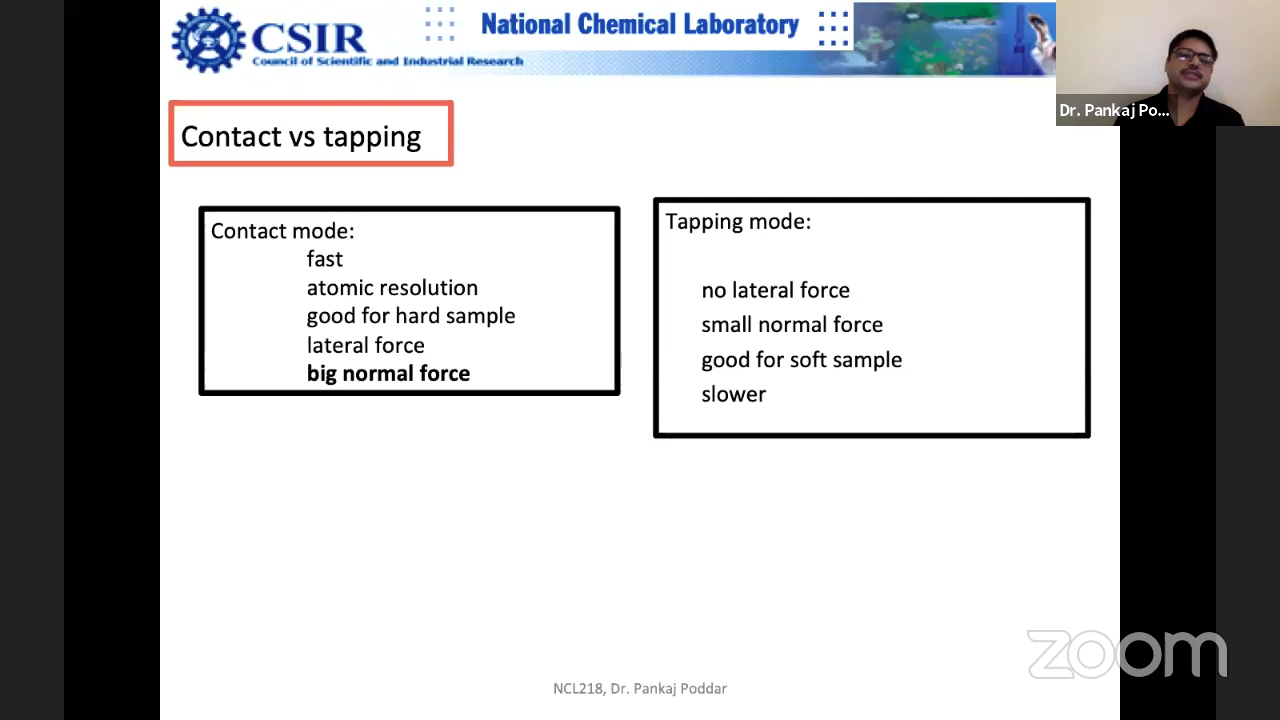 CSIR
Council of Scientific and Industrial Research
National Chemical Laboratory
Dr. Pankaj Po...
Contact vs tapping
Contact mode:
fast
atomic resolution
good for hard sample
lateral force
big normal force
Tapping mode:
no lateral force
small normal force
good for soft sample
slower
zoom
NCL218, Dr. Pankaj Poddar